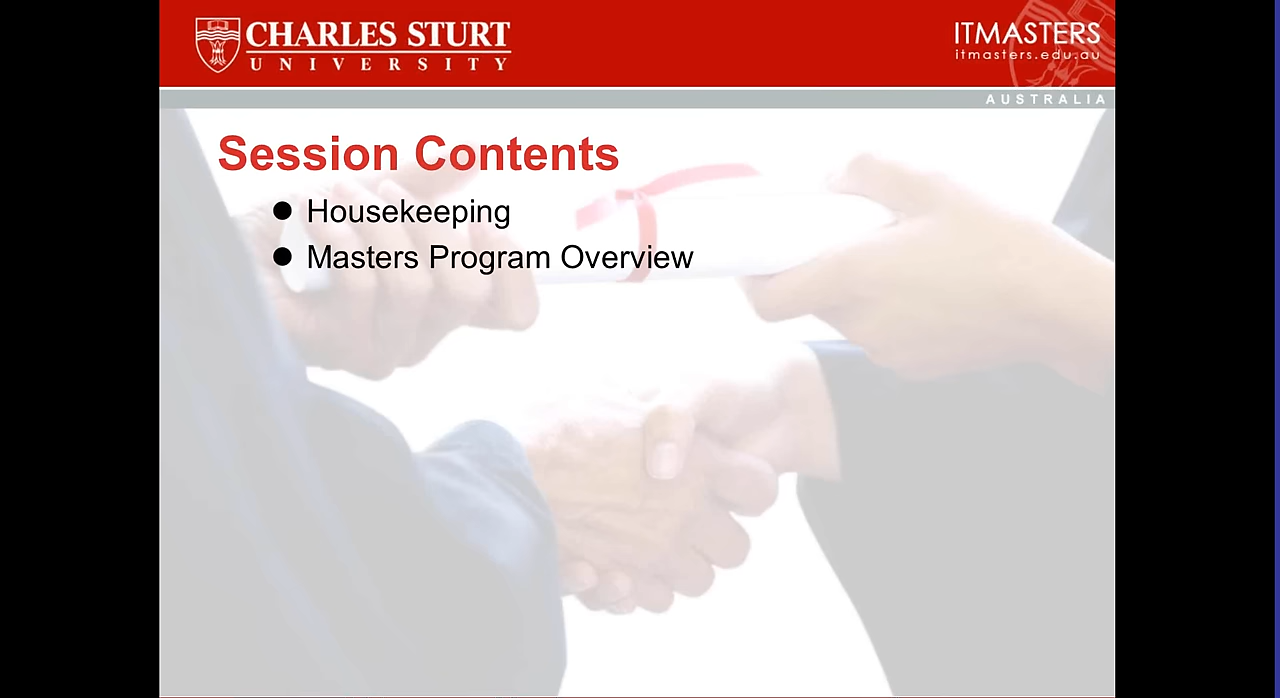 CHARLES STURT
UNIVERSITY
ITMASTERS
itmasters.edu.au
AUSTRALIA
Session Contents
● Housekeeping
● Masters Program Overview